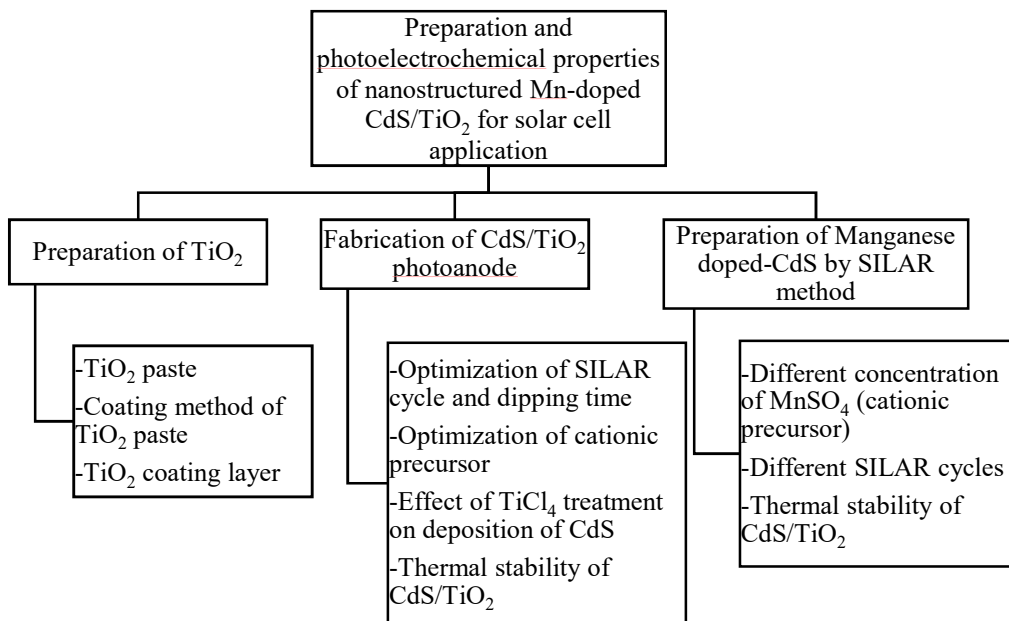 Preparation and
photoelectrochemical properties
of nanostructured Mn-doped
CdS/TiO₂ for solar cell
application
Preparation of TiO₂
Fabrication of CdS/TiO₂
photoanode
Preparation of Manganese
doped-CdS by SILAR
method
-TiO₂ paste
-Coating method of
TiO₂ paste
-TiO₂ coating layer
-Optimization of SILAR
cycle and dipping time
-Optimization of cationic
precursor
-Effect of TiCl₄ treatment
on deposition of CdS
-Thermal stability of
CdS/TiO₂
-Different concentration
of MnSO₄ (cationic
precursor)
-Different SILAR cycles
-Thermal stability of
CdS/TiO₂